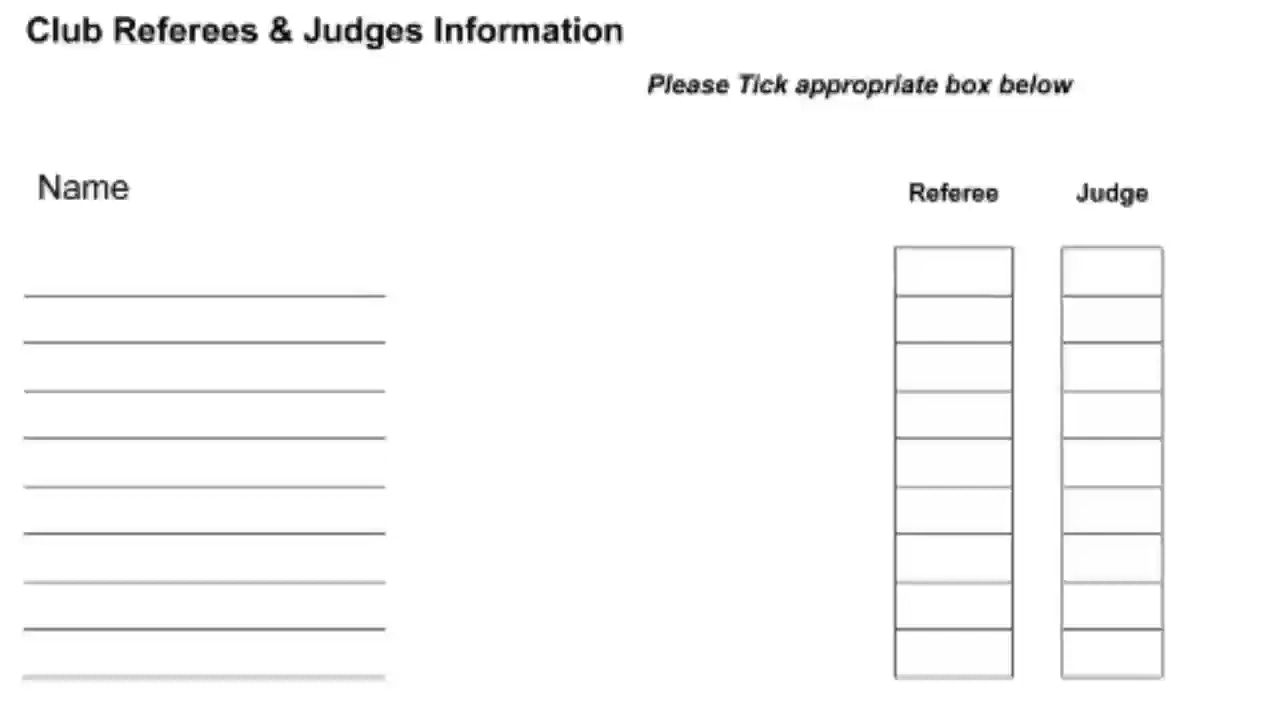 Club Referees & Judges Information
Please Tick appropriate box below
Name Referee Judge